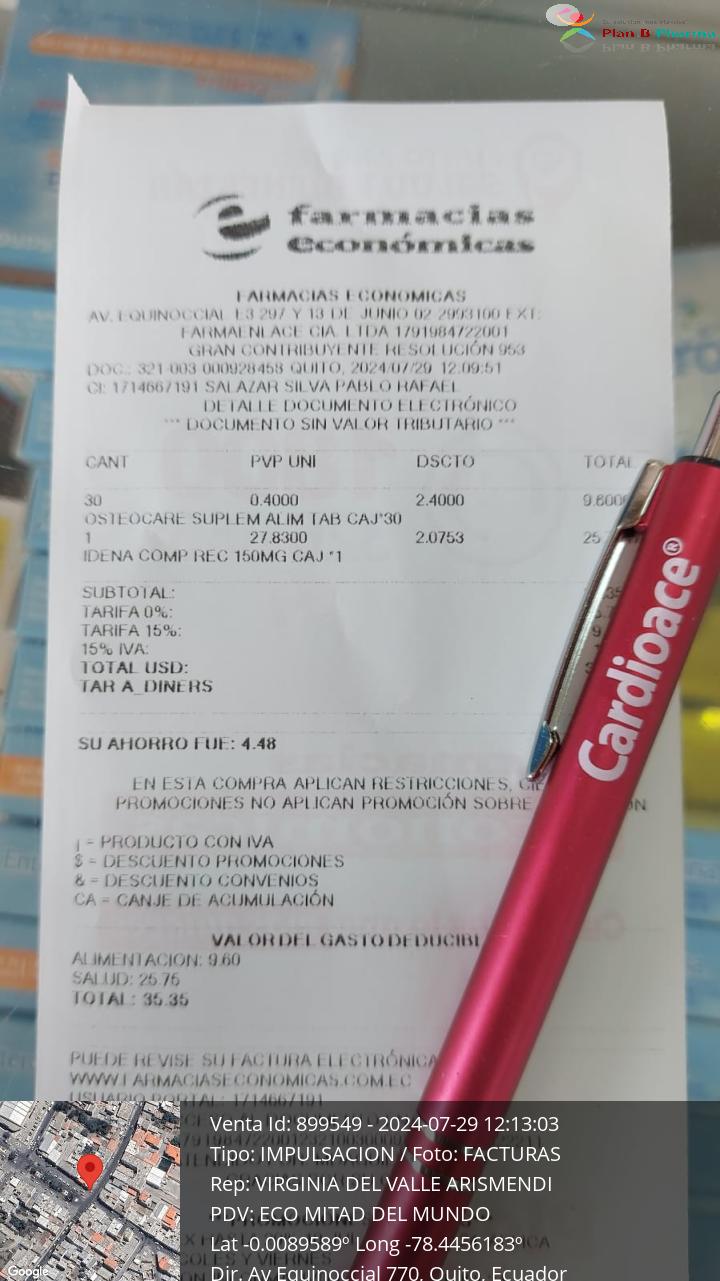 Plan B Pharma
farmacias
económicas
FARMACIAS ECONOMICAS
AV. EQUINOCCIAL E3 297 Y 13 DE JUNIO 02 2993100 EXT:
FARMAENLACE CIA. LTDA 1791984722001
GRAN CONTRIBUYENTE RESOLUCIÓN 953
DOC.: 321-003-000928458 QUITO, 2024/07/29 12:09:51
CI: 1714667191 SALAZAR SILVA PABLO RAFAEL
DETALLE DOCUMENTO ELECTRÓNICO
*** DOCUMENTO SIN VALOR TRIBUTARIO ***
CANT PVP UNI DSCTO TOTAL
30 0.4000 2.4000 9.6000
OSTEOCARE SUPLEM ALIM TAB CAJ*30
1 27.8300 2.0753 25
IDENA COMP REC 150MG CAJ *1
SUBTOTAL:
TARIFA 0%:
TARIFA 15%:
15% IVA:
TOTAL USD:
TAR A_DINERS
SU AHORRO FUE: 4.48
EN ESTA COMPRA APLICAN RESTRICCIONES,
PROMOCIONES NO APLICAN PROMOCIÓN SOBRE
¡ = PRODUCTO CON IVA
$ = DESCUENTO PROMOCIONES
& = DESCUENTO CONVENIOS
CA = CANJE DE ACUMULACIÓN
VALOR DEL GASTO DEDUCIBL
ALIMENTACION: 9.60
SALUD: 25.75
TOTAL: 35.35
PUEDE REVISE SU FACTURA ELECTRÓNICA
WWW.FARMACIASECONOMICAS.COM.EC
USUARIO PORTAL: 1714667191
Cardioace®
Venta Id: 899549 - 2024-07-29 12:13:03
Tipo: IMPULSACION / Foto: FACTURAS
Rep: VIRGINIA DEL VALLE ARISMENDI
PDV: ECO MITAD DEL MUNDO
Lat -0.0089589º Long -78.4456183º
Dir. Av Equinoccial 770, Quito, Ecuador
Google